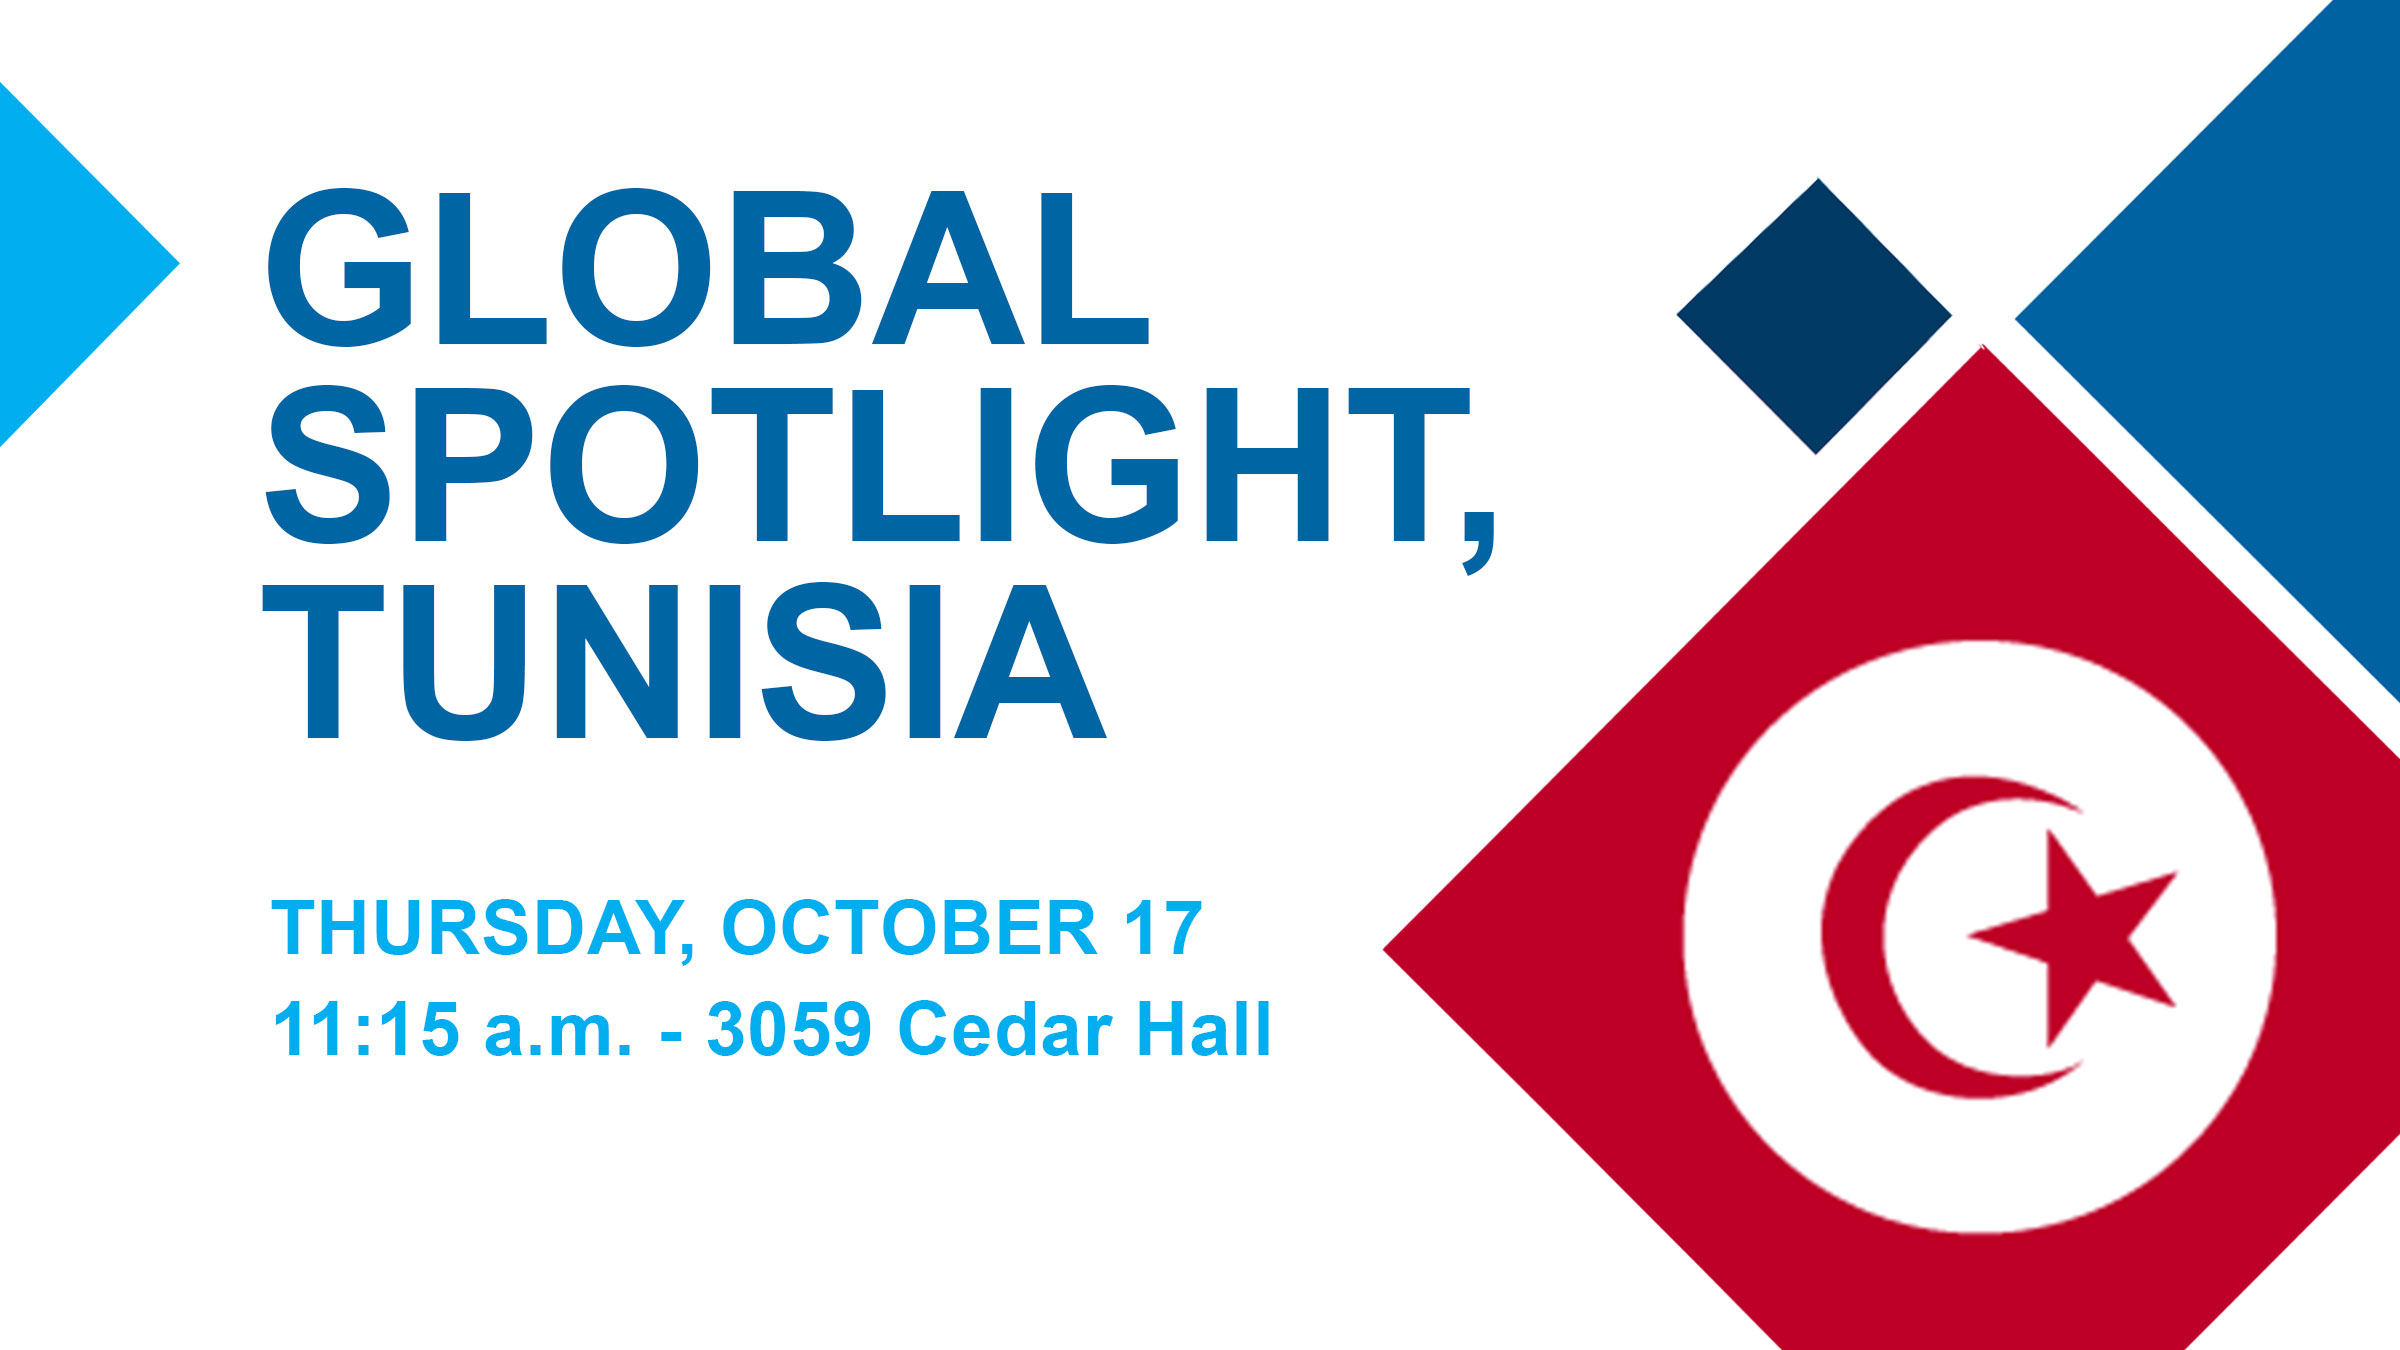 GLOBAL
SPOTLIGHT,
TUNISIA
THURSDAY, OCTOBER 17
11:15 a.m. - 3059 Cedar Hall